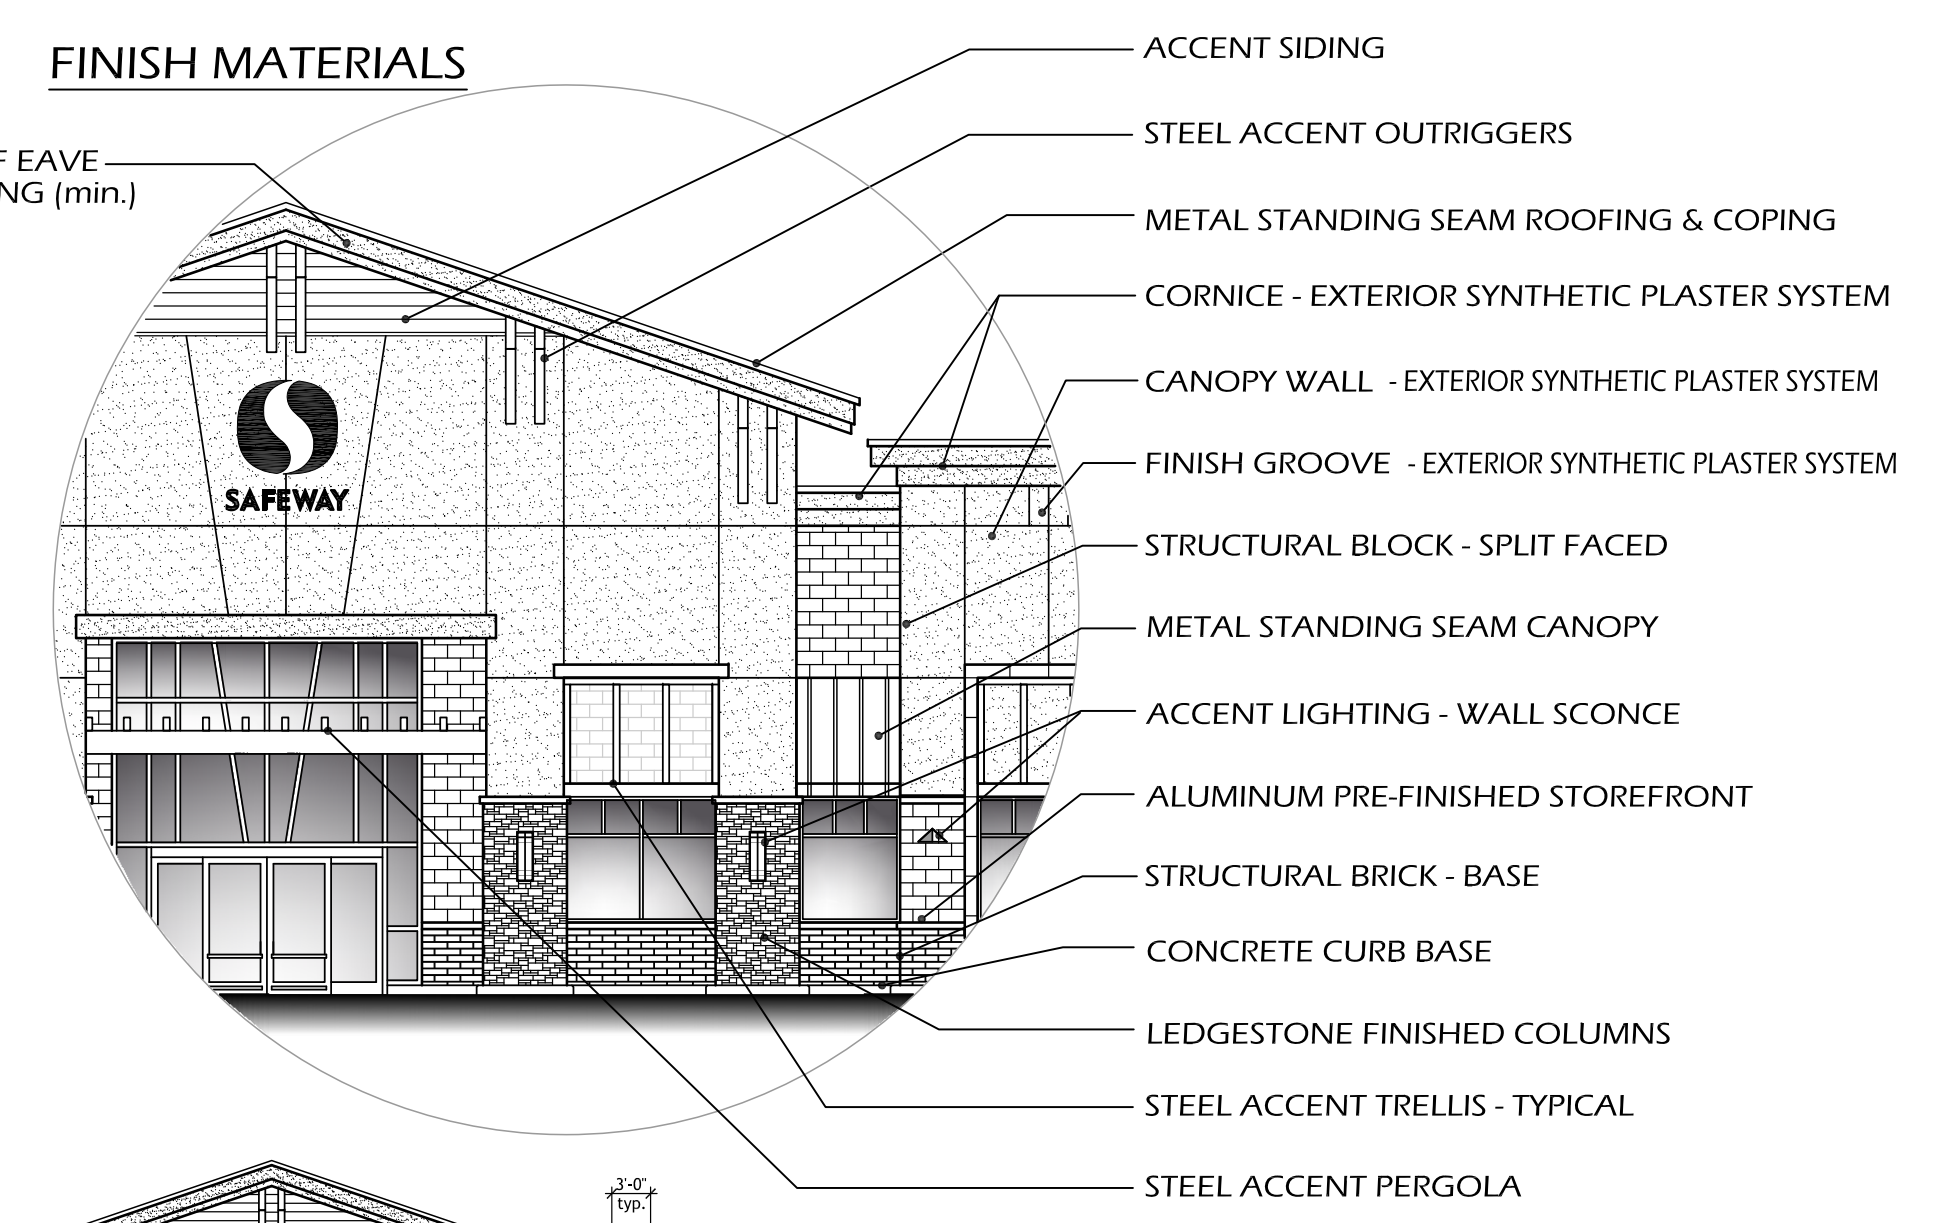 FINISH MATERIALS
EAVE
(min.)
SAFEWAY
ACCENT SIDING
STEEL ACCENT OUTRIGGERS
METAL STANDING SEAM ROOFING & COPING
CORNICE - EXTERIOR SYNTHETIC PLASTER SYSTEM
CANOPY WALL - EXTERIOR SYNTHETIC PLASTER SYSTEM
FINISH GROOVE - EXTERIOR SYNTHETIC PLASTER SYSTEM
STRUCTURAL BLOCK - SPLIT FACED
METAL STANDING SEAM CANOPY
ACCENT LIGHTING - WALL SCONCE
ALUMINUM PRE-FINISHED STOREFRONT
STRUCTURAL BRICK - BASE
CONCRETE CURB BASE
LEDGESTONE FINISHED COLUMNS
STEEL ACCENT TRELLIS - TYPICAL
STEEL ACCENT PERGOLA
3'-0"
typ.